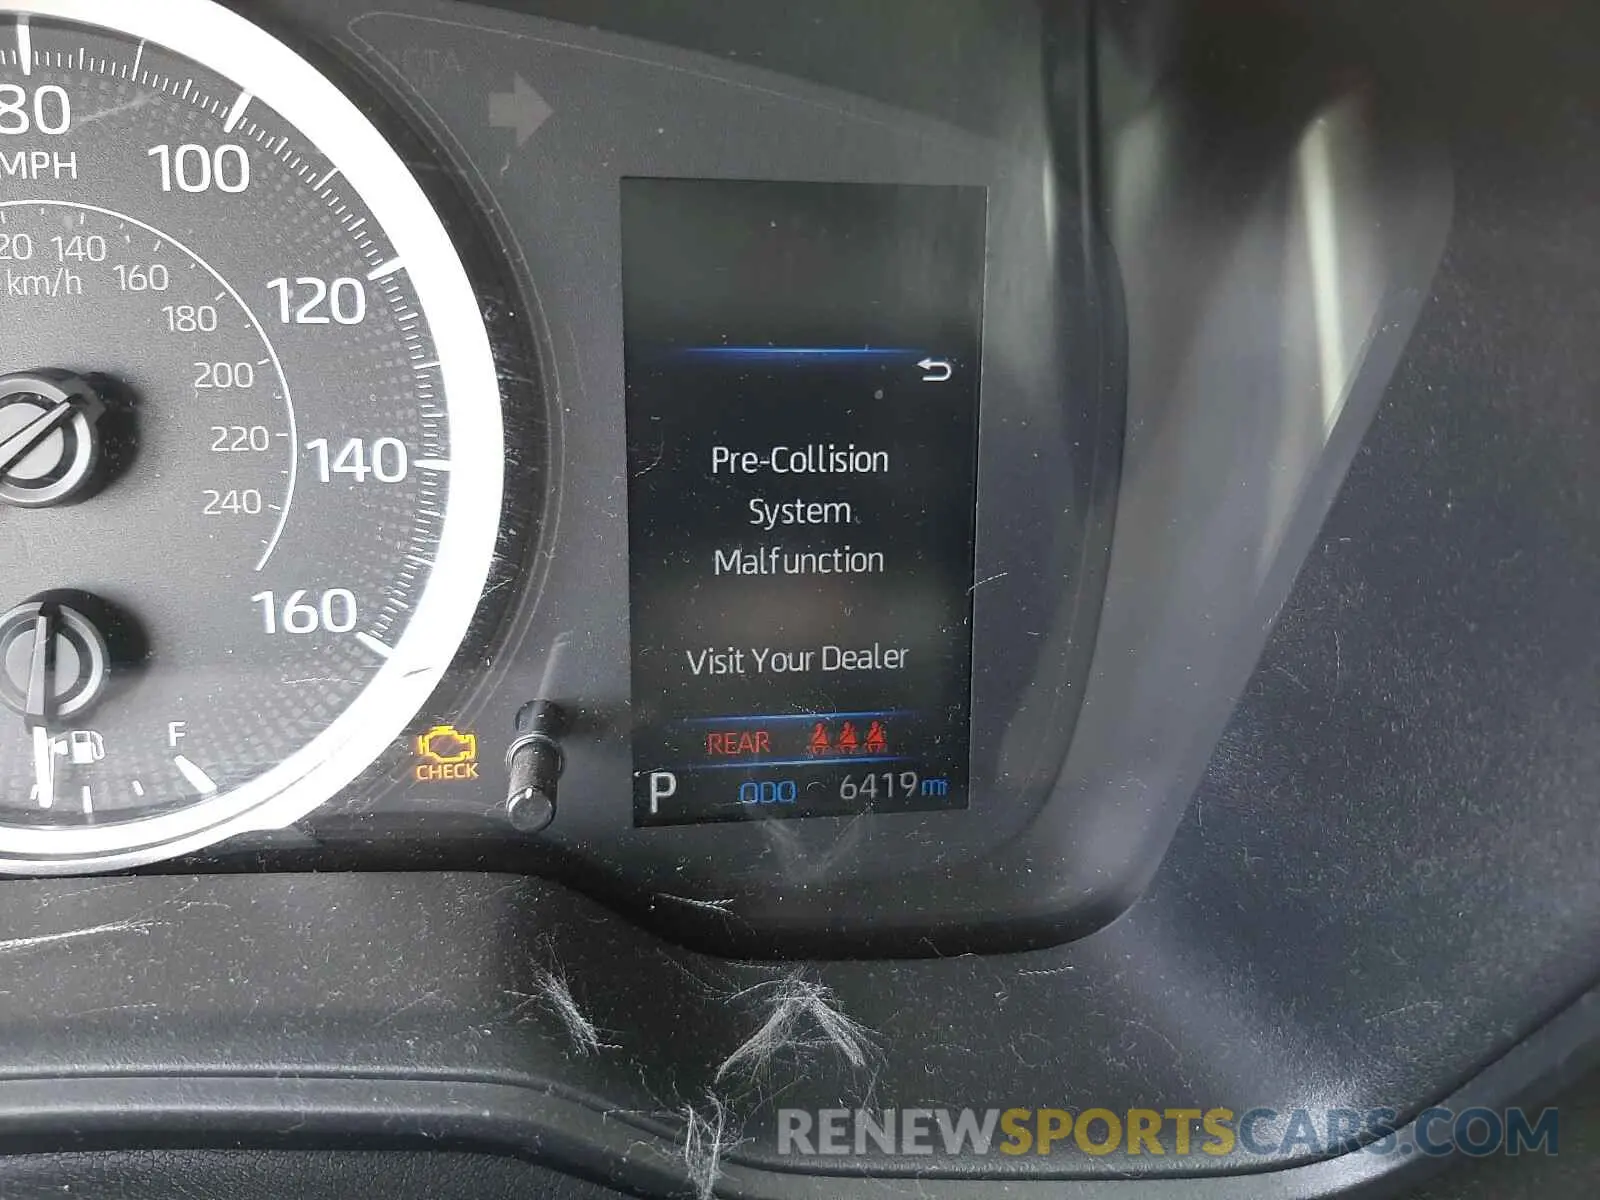 80
MPH
100
120
140
160
20 140
km/h
160
180
200
220
240
F
CHECK
Pre-Collision
System
Malfunction
Visit Your Dealer
REAR
P ODO 6419 mi
RENEWSPORTSCARS.COM